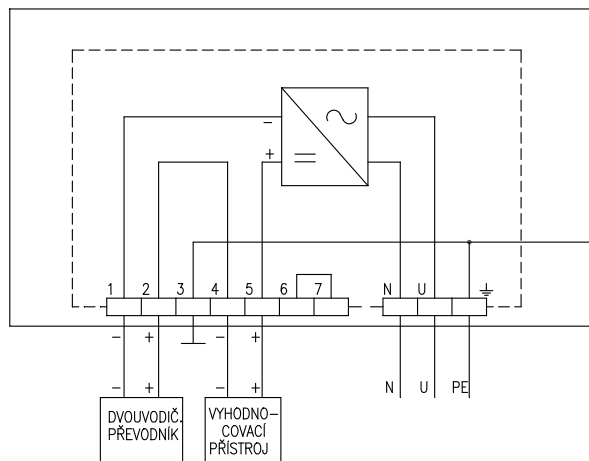 −
+
1 2 3 4 5 6 7 N U
− + − +
− + − + N U PE
DVOUVODIČ.
PŘEVODNÍK
VYHODNO−
COVACÍ
PŘÍSTROJ